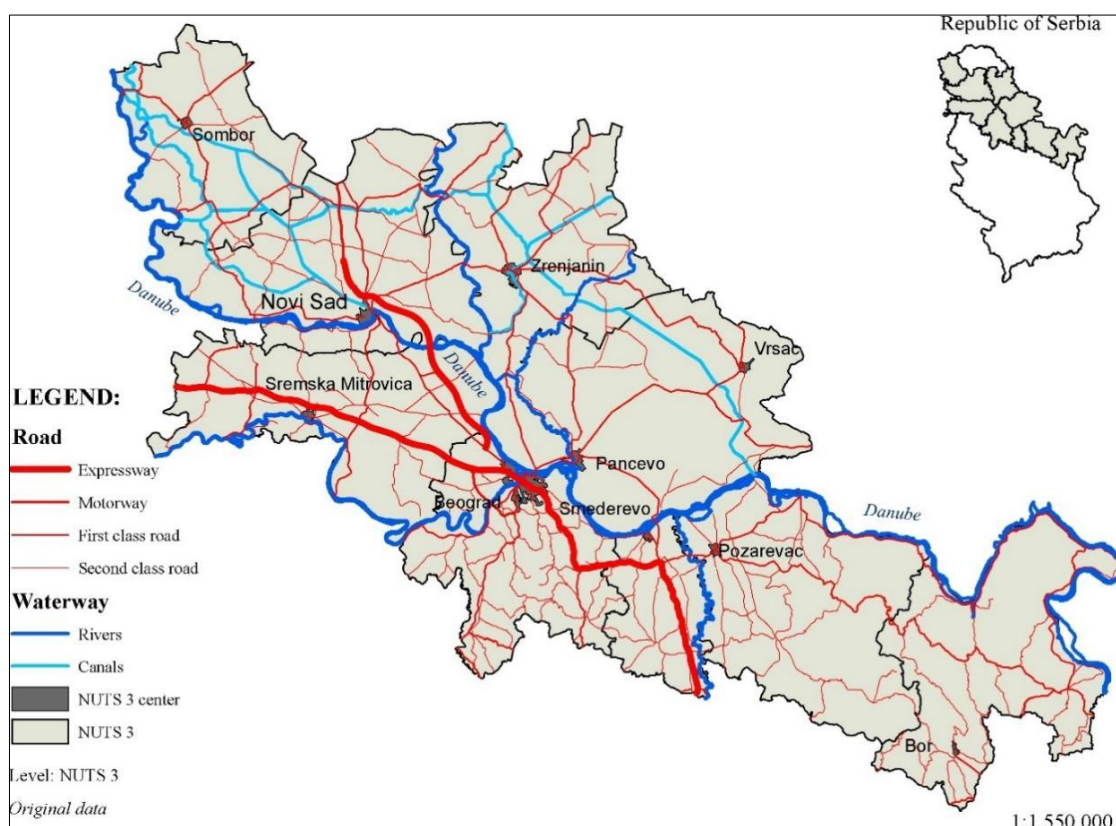 Republic of Serbia
Sombor
Zrenjanin
Novi Sad
Danube
Vrsac
Danube
Sremska Mitrovica
Pancevo
Beograd
Smederevo
Danube
Pozarevac
Bor
LEGEND:
Road
Expressway
Motorway
First class road
Second class road
Waterway
Rivers
Canals
NUTS 3 center
NUTS 3
Level: NUTS 3
Original data
1:1 550 000